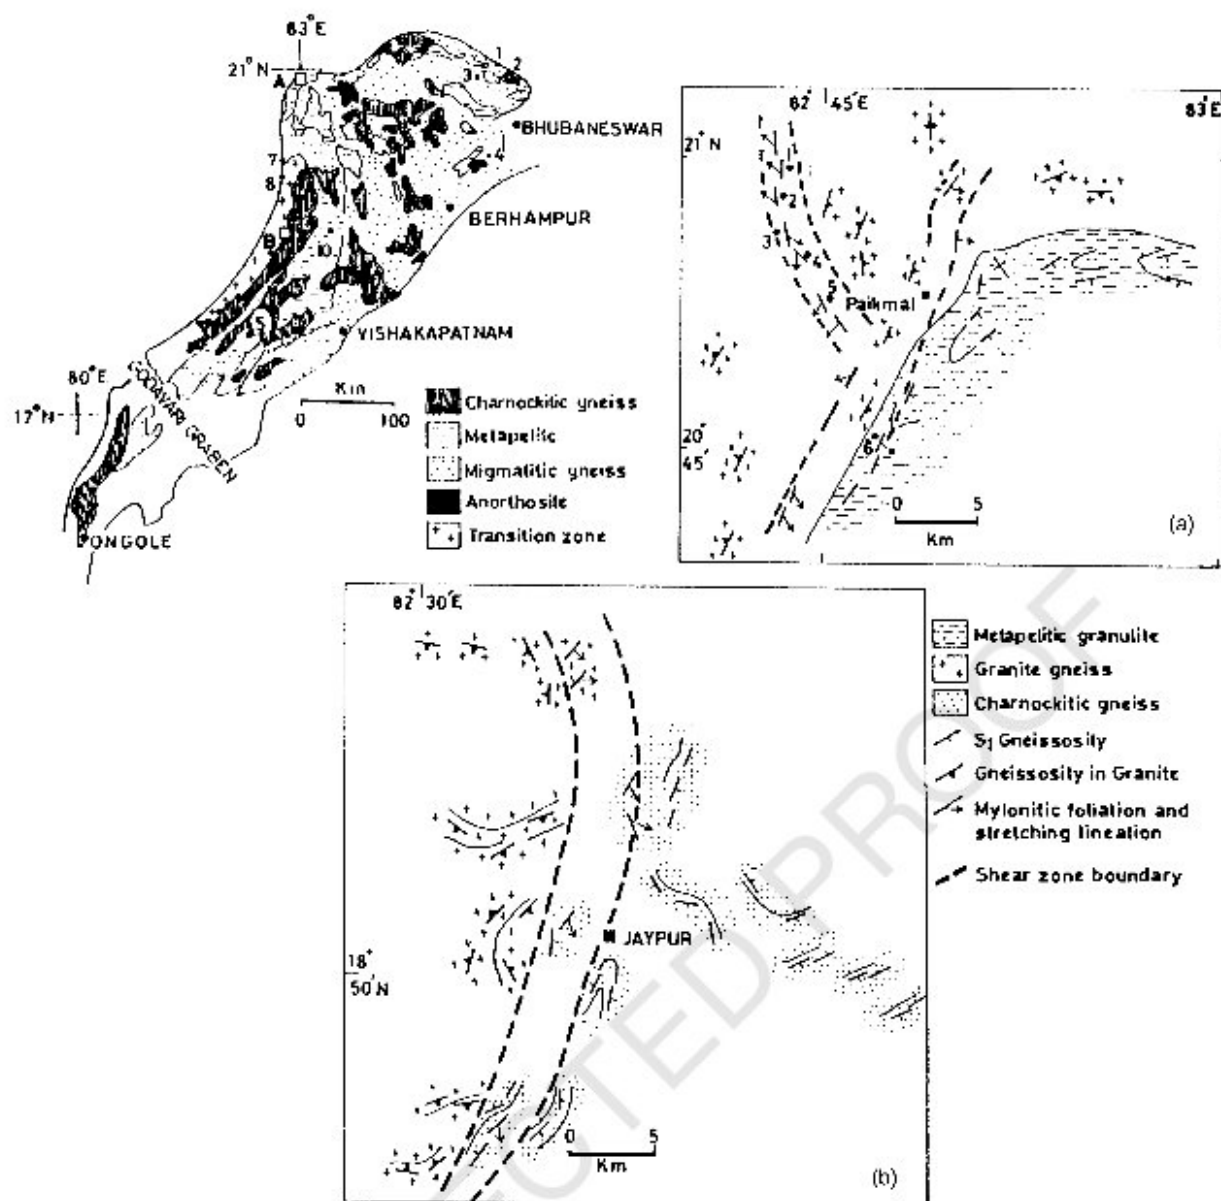 83°E
21°N
A
1
2
3
BHUBANESWAR
4
7
8
BERHAMPUR
B
10
5
VISHAKAPATNAM
80°E
17°N
GODAVARI GRABEN
Km
0 100
ONGOLE
Charnockitic gneiss
Metapelitic
Migmatitic gneiss
Anorthosite
Transition zone
82° 45'E
83°E
21°N
1
2
3
4
5
Paikmal
20°
45'
6
0 5
Km
(a)
82° 30'E
JAYPUR
18°
50'N
0 5
Km
(b)
Metapelitic granulite
Granite gneiss
Charnockitic gneiss
S1 Gneissosity
Gneissosity in Granite
Mylonitic foliation and
stretching lineation
Shear zone boundary
ECTED PROOF